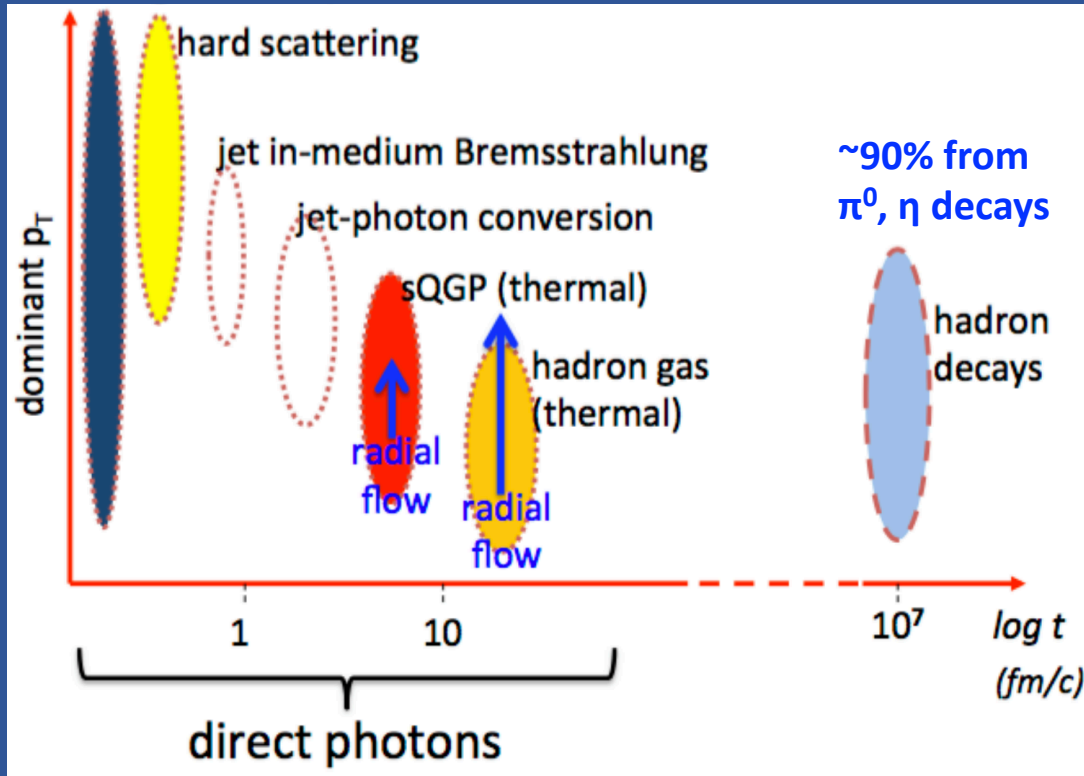 hard scattering
jet in-medium Bremsstrahlung
~90% from
π⁰, η decays
jet-photon conversion
sQGP (thermal)
hadron gas
(thermal)
hadron
decays
radial
flow
radial
flow
dominant p_T
1
10
10⁷
log t
(fm/c)
direct photons